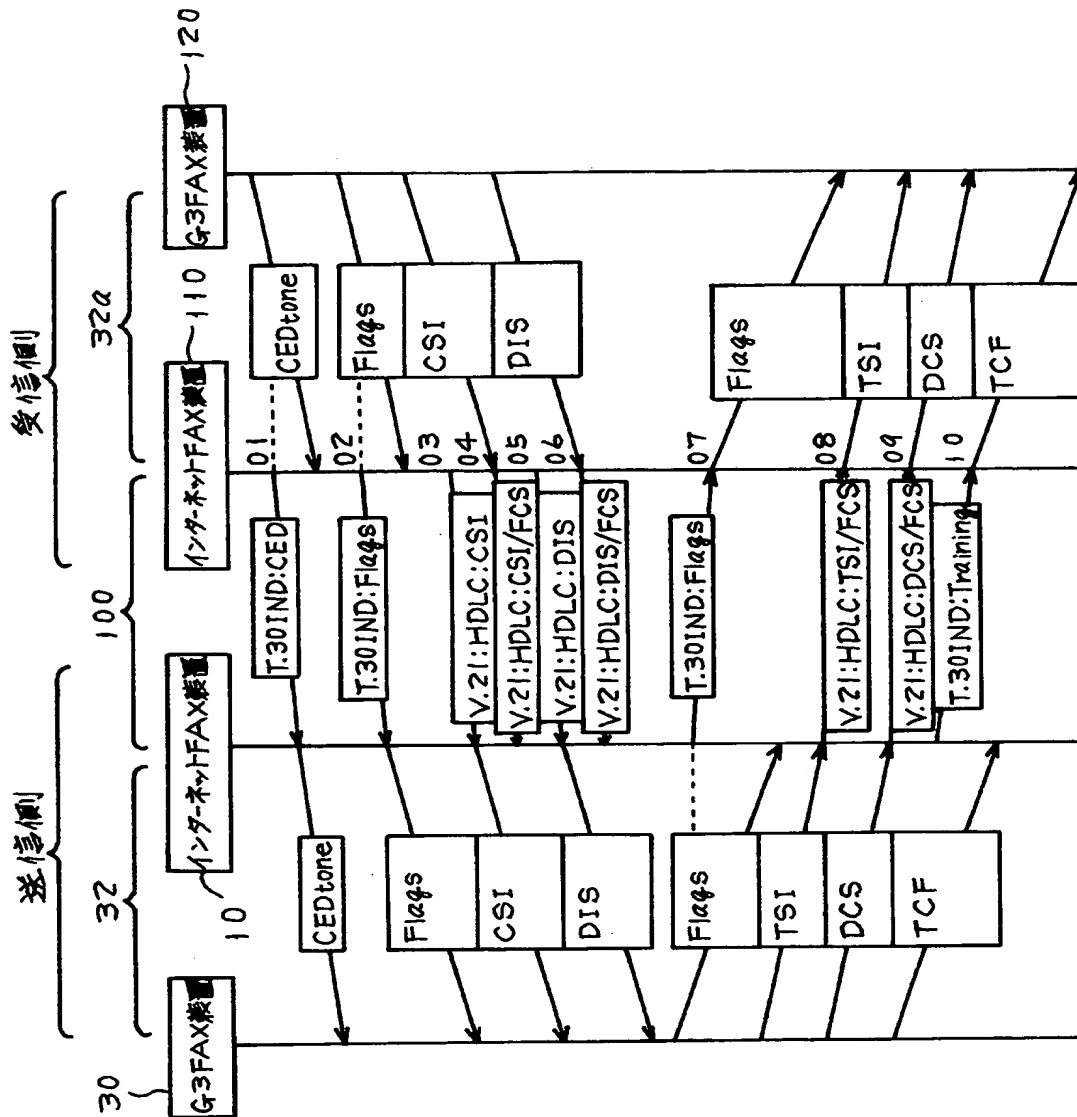 送信側
受信側
32
100
32a
30
G3FAX装置
10
インターネットFAX装置
インターネットFAX装置
110
G3FAX装置
120
CEDtone
T.30IND:CED
01
CEDtone
Flags
T.30IND:Flags
02
Flags
CSI
V.21:HDLC:CSI
03
04
CSI
V.21:HDLC:CSI/FCS
05
DIS
V.21:HDLC:DIS
06
DIS
V.21:HDLC:DIS/FCS
Flags
T.30IND:Flags
07
Flags
TSI
V.21:HDLC:TSI/FCS
08
TSI
DCS
V.21:HDLC:DCS/FCS
09
DCS
TCF
T.30IND:Training
10
TCF